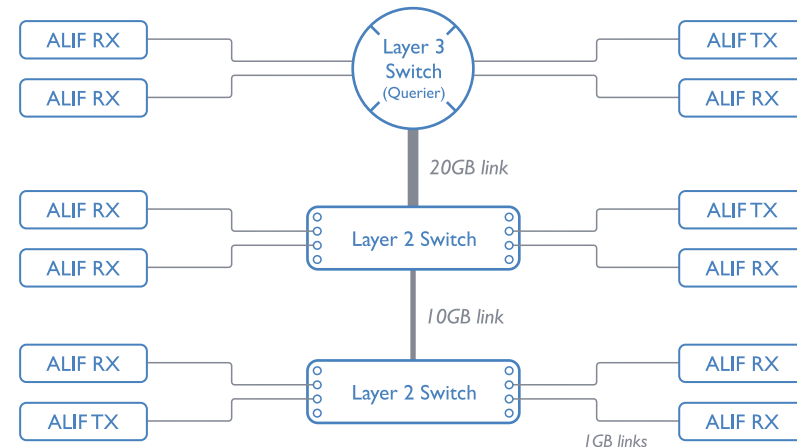 ALIF RX
Layer 3
Switch
(Querier)
ALIF TX
ALIF RX
ALIF RX
20GB link
ALIF RX
Layer 2 Switch
ALIF TX
ALIF RX
ALIF RX
10GB link
ALIF RX
Layer 2 Switch
ALIF RX
ALIF TX
ALIF RX
1GB links